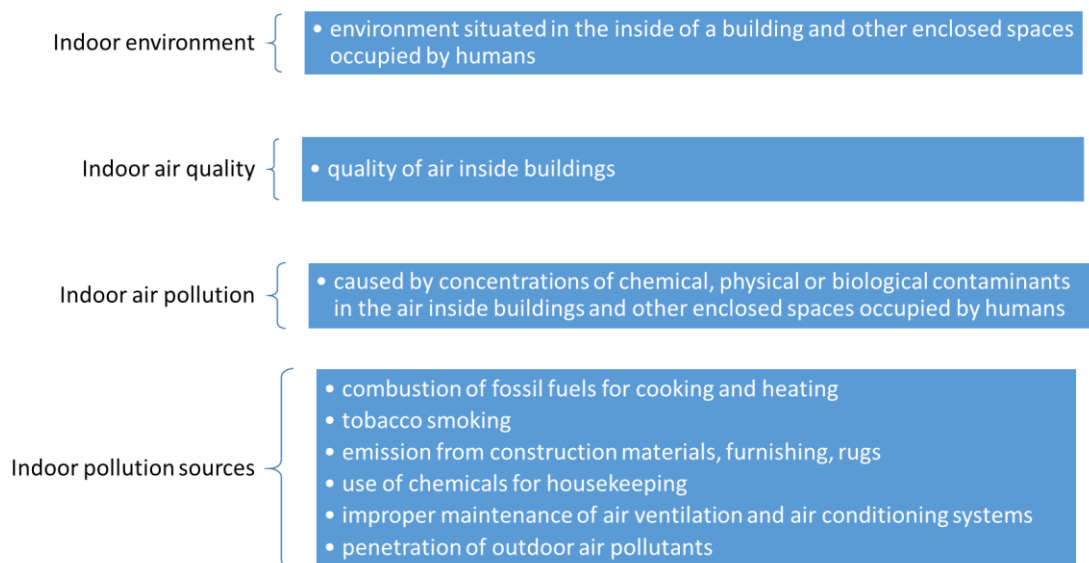 Indoor environment
• environment situated in the inside of a building and other enclosed spaces
occupied by humans
Indoor air quality
• quality of air inside buildings
Indoor air pollution
• caused by concentrations of chemical, physical or biological contaminants
in the air inside buildings and other enclosed spaces occupied by humans
Indoor pollution sources
• combustion of fossil fuels for cooking and heating
• tobacco smoking
• emission from construction materials, furnishing, rugs
• use of chemicals for housekeeping
• improper maintenance of air ventilation and air conditioning systems
• penetration of outdoor air pollutants